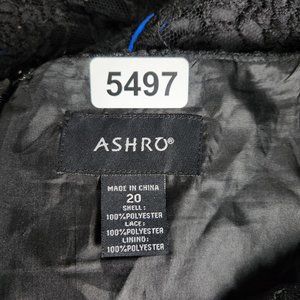 5497
ASHRO®
MADE IN CHINA
20
SHELL:
100%POLYESTER
LACE:
100%POLYESTER
LINING:
100%POLYESTER